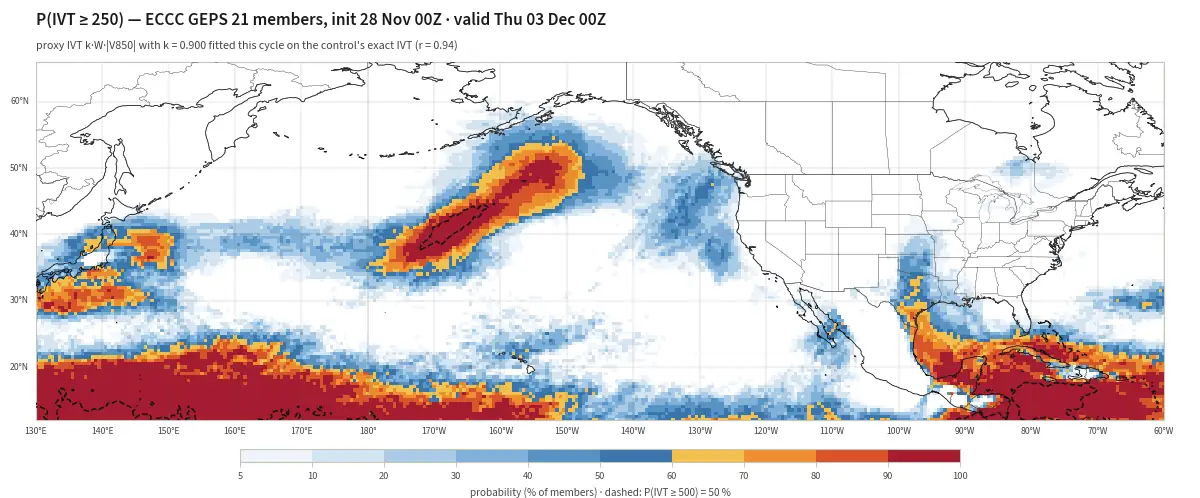 P(IVT ≥ 250) — ECCC GEPS 21 members, init 28 Nov 00Z · valid Thu 03 Dec 00Z
proxy IVT k·W·|V850| with k = 0.900 fitted this cycle on the control's exact IVT (r = 0.94)
60°N
50°N
40°N
30°N
20°N
130°E 140°E 150°E 160°E 170°E 180° 170°W 160°W 150°W 140°W 130°W 120°W 110°W 100°W 90°W 80°W 70°W 60°W
5 10 20 30 40 50 60 70 80 90 100
probability (% of members) · dashed: P(IVT ≥ 500) = 50 %